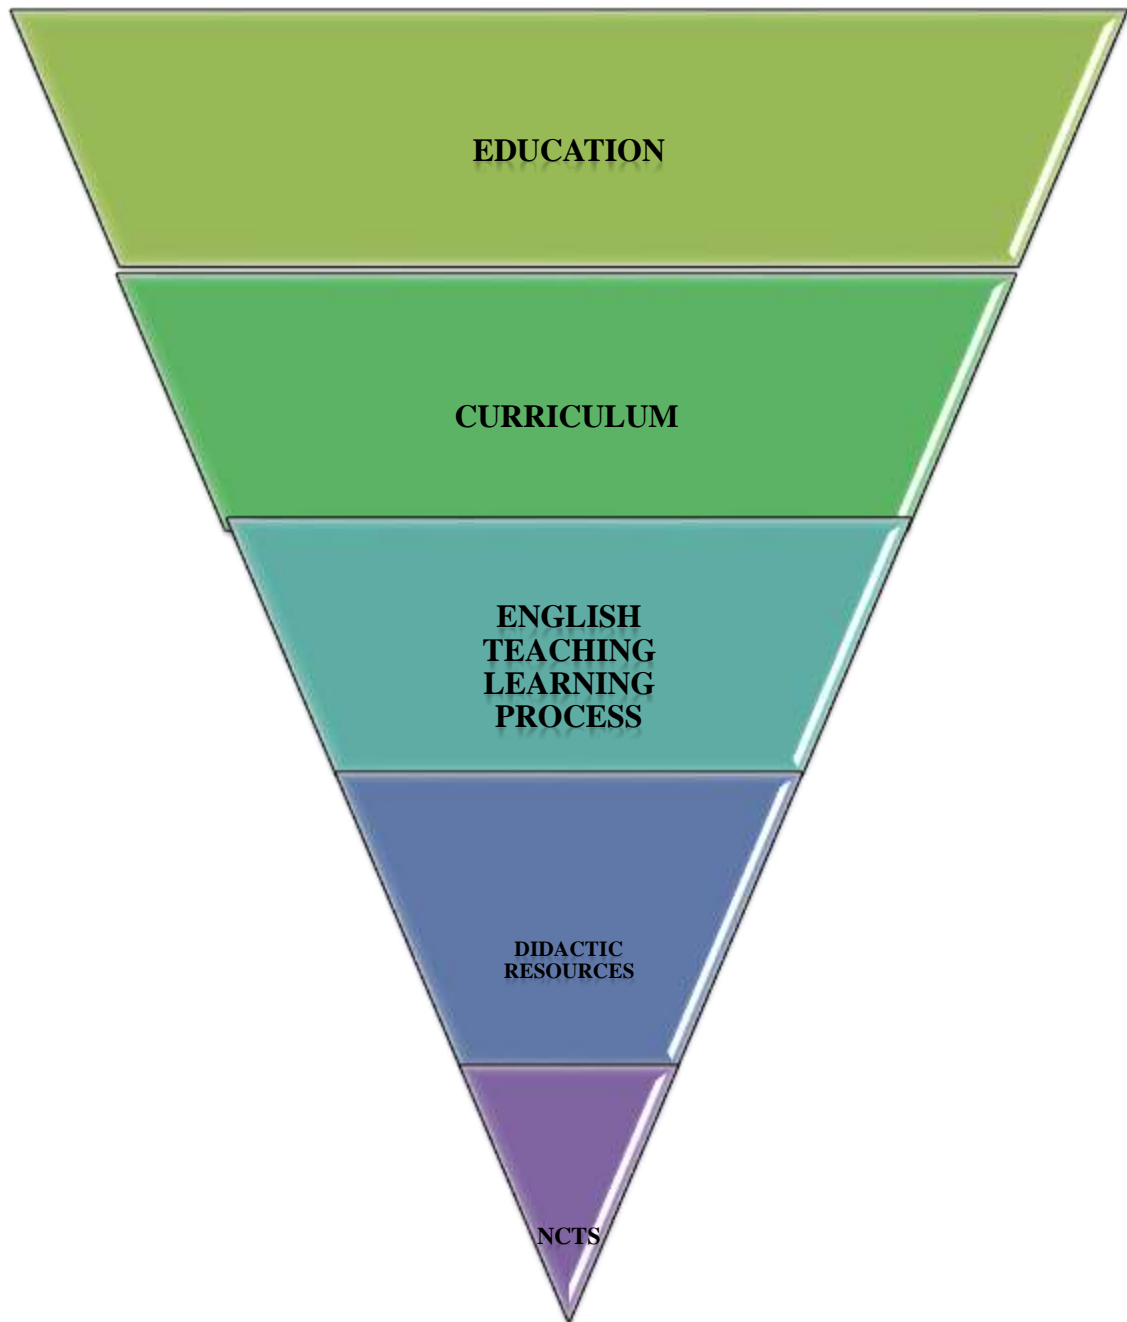 EDUCATION
CURRICULUM
ENGLISH
TEACHING
LEARNING
PROCESS
DIDACTIC
RESOURCES
NCTS